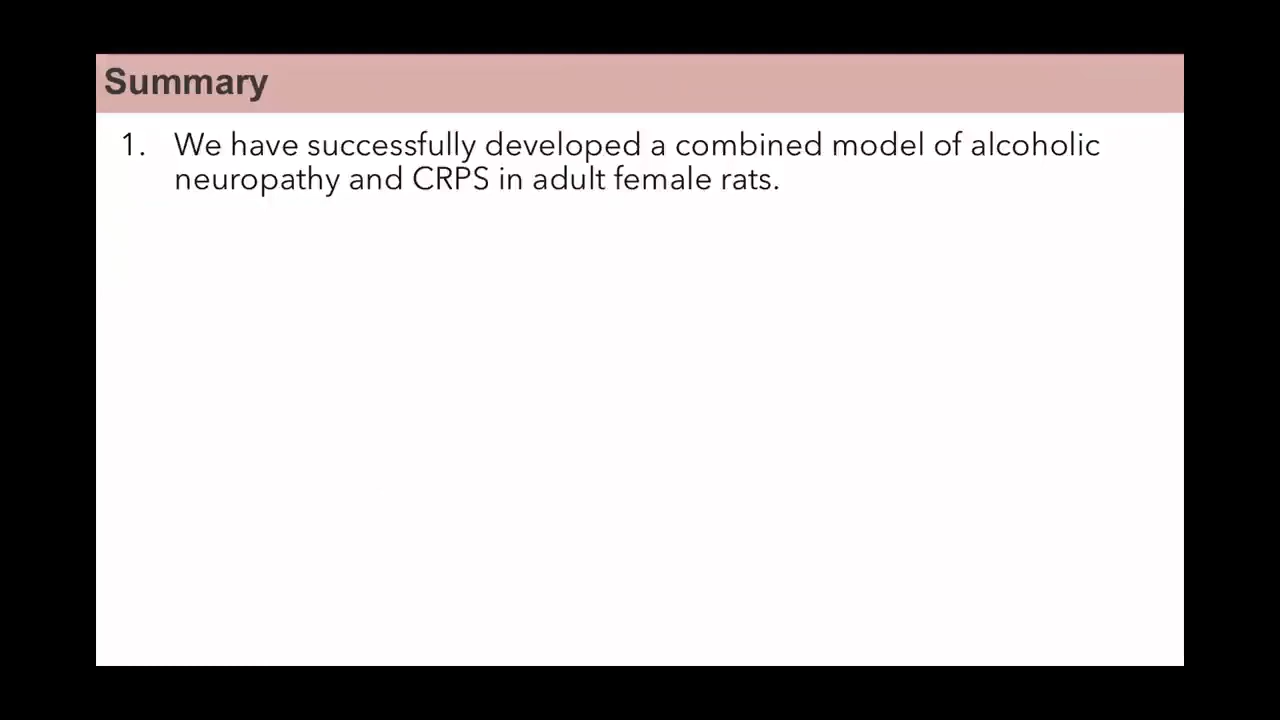 Summary
1. We have successfully developed a combined model of alcoholic
neuropathy and CRPS in adult female rats.